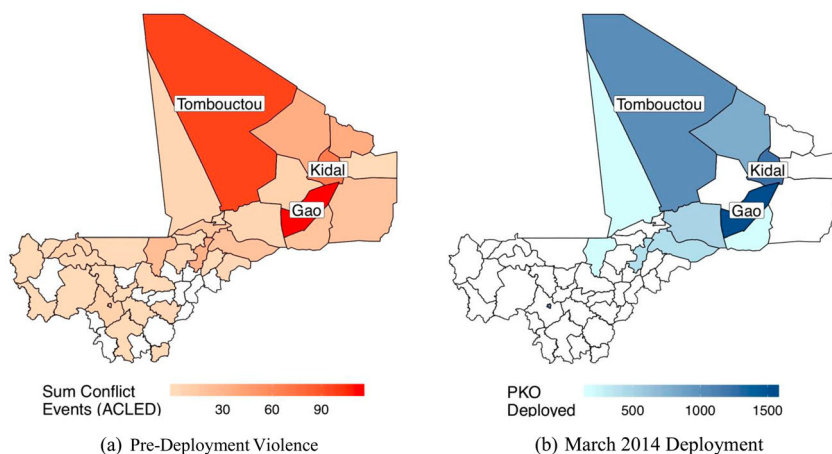 Tombouctou
Kidal
Gao
Sum Conflict
Events (ACLED)
30 60 90
(a) Pre-Deployment Violence
Tombouctou
Kidal
Gao
PKO
Deployed
500 1000 1500
(b) March 2014 Deployment